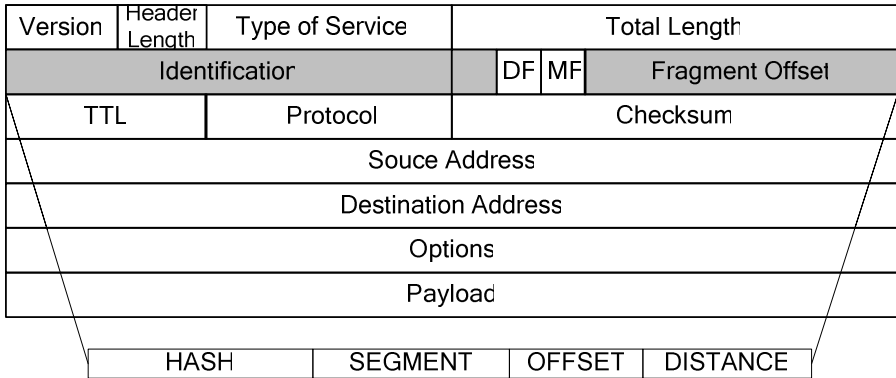 Version Header Length Type of Service Total Length
Identification DF MF Fragment Offset
TTL Protocol Checksum
Souce Address
Destination Address
Options
Payload
HASH SEGMENT OFFSET DISTANCE